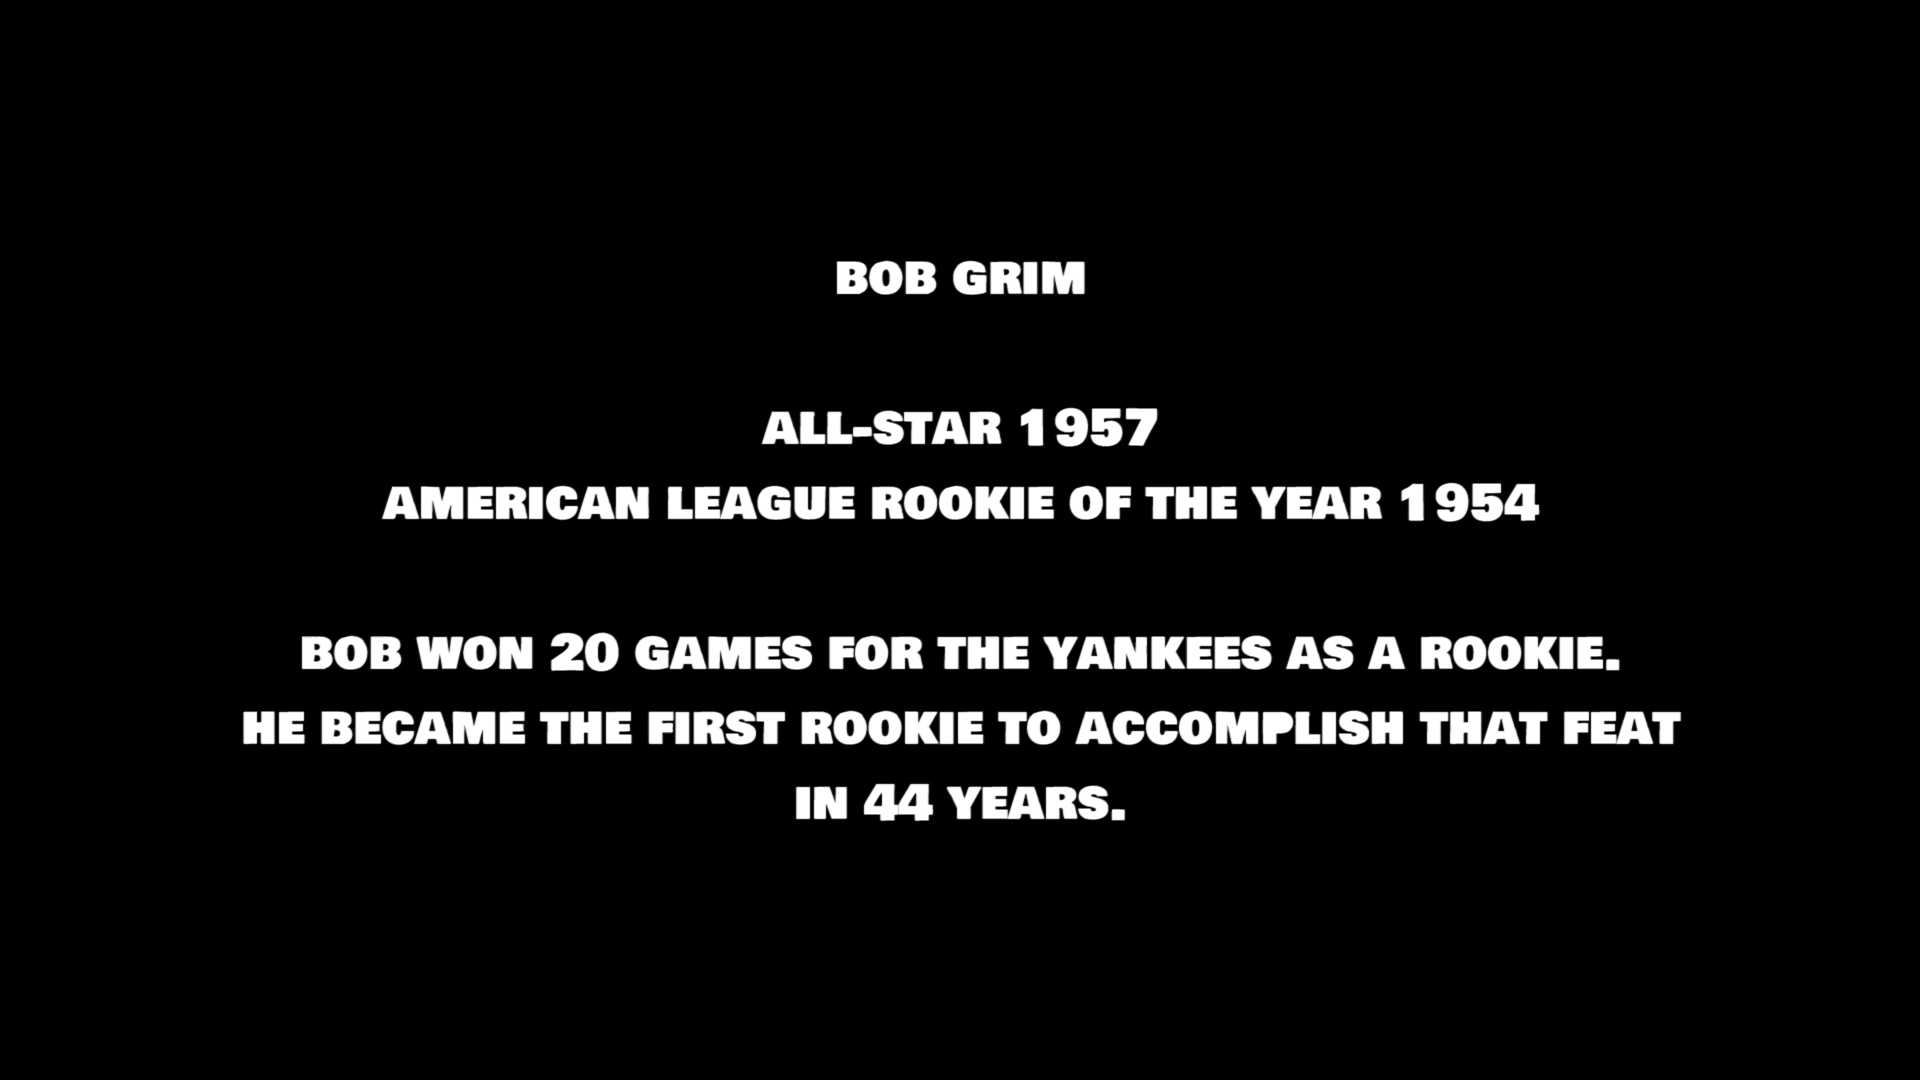 BOB GRIM
ALL-STAR 1957
AMERICAN LEAGUE ROOKIE OF THE YEAR 1954
BOB WON 20 GAMES FOR THE YANKEES AS A ROOKIE.
HE BECAME THE FIRST ROOKIE TO ACCOMPLISH THAT FEAT
IN 44 YEARS.